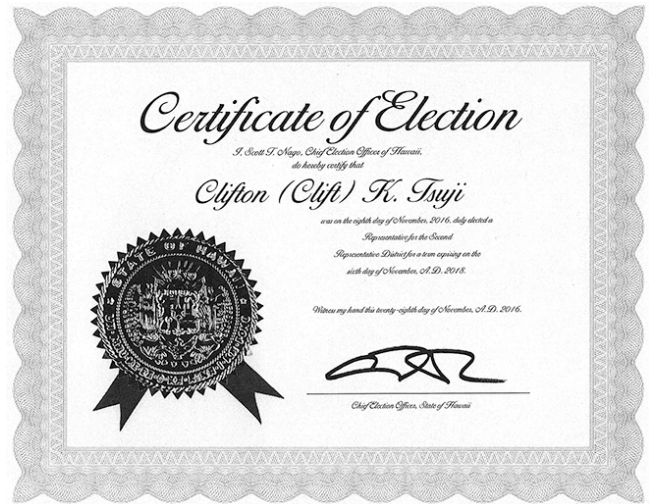 Certificate of Election
I, Scott T. Nago, Chief Election Officer of Hawaii,
do hereby certify that
Clifton (Clift) K. Tsuji
was on the eighth day of November, 2016, duly elected a
Representative for the Second
Representative District for a term expiring on the
sixth day of November, A.D. 2018.
Witness my hand this twenty-eighth day of November, A.D. 2016.
STATE OF HAWAII
Chief Election Officer, State of Hawaii